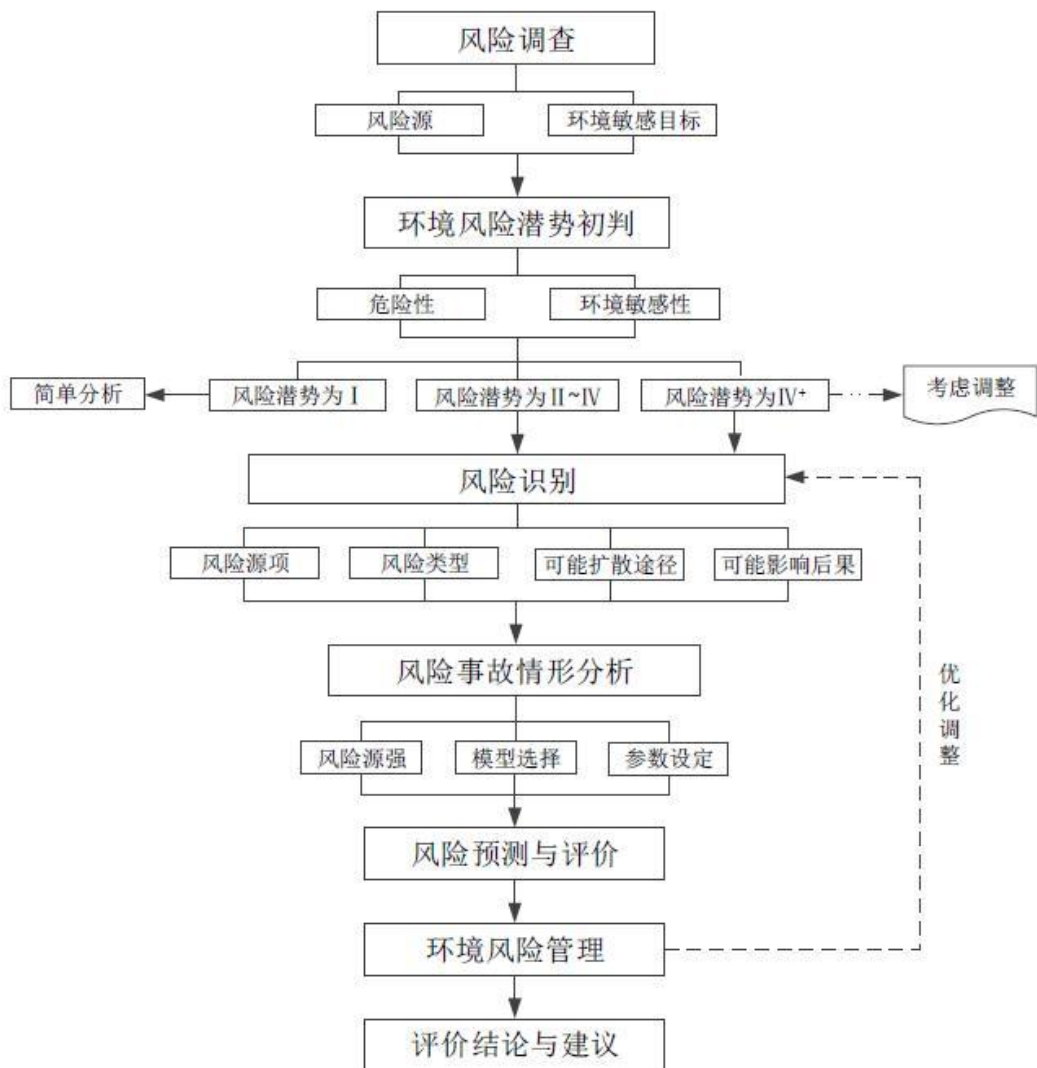 风险调查
风险源
环境敏感目标
环境风险潜势初判
危险性
环境敏感性
简单分析
风险潜势为Ⅰ
风险潜势为Ⅱ~Ⅳ
风险潜势为Ⅳ⁺
考虑调整
风险识别
风险源项
风险类型
可能扩散途径
可能影响后果
风险事故情形分析
风险源强
模型选择
参数设定
优化调整
风险预测与评价
环境风险管理
评价结论与建议